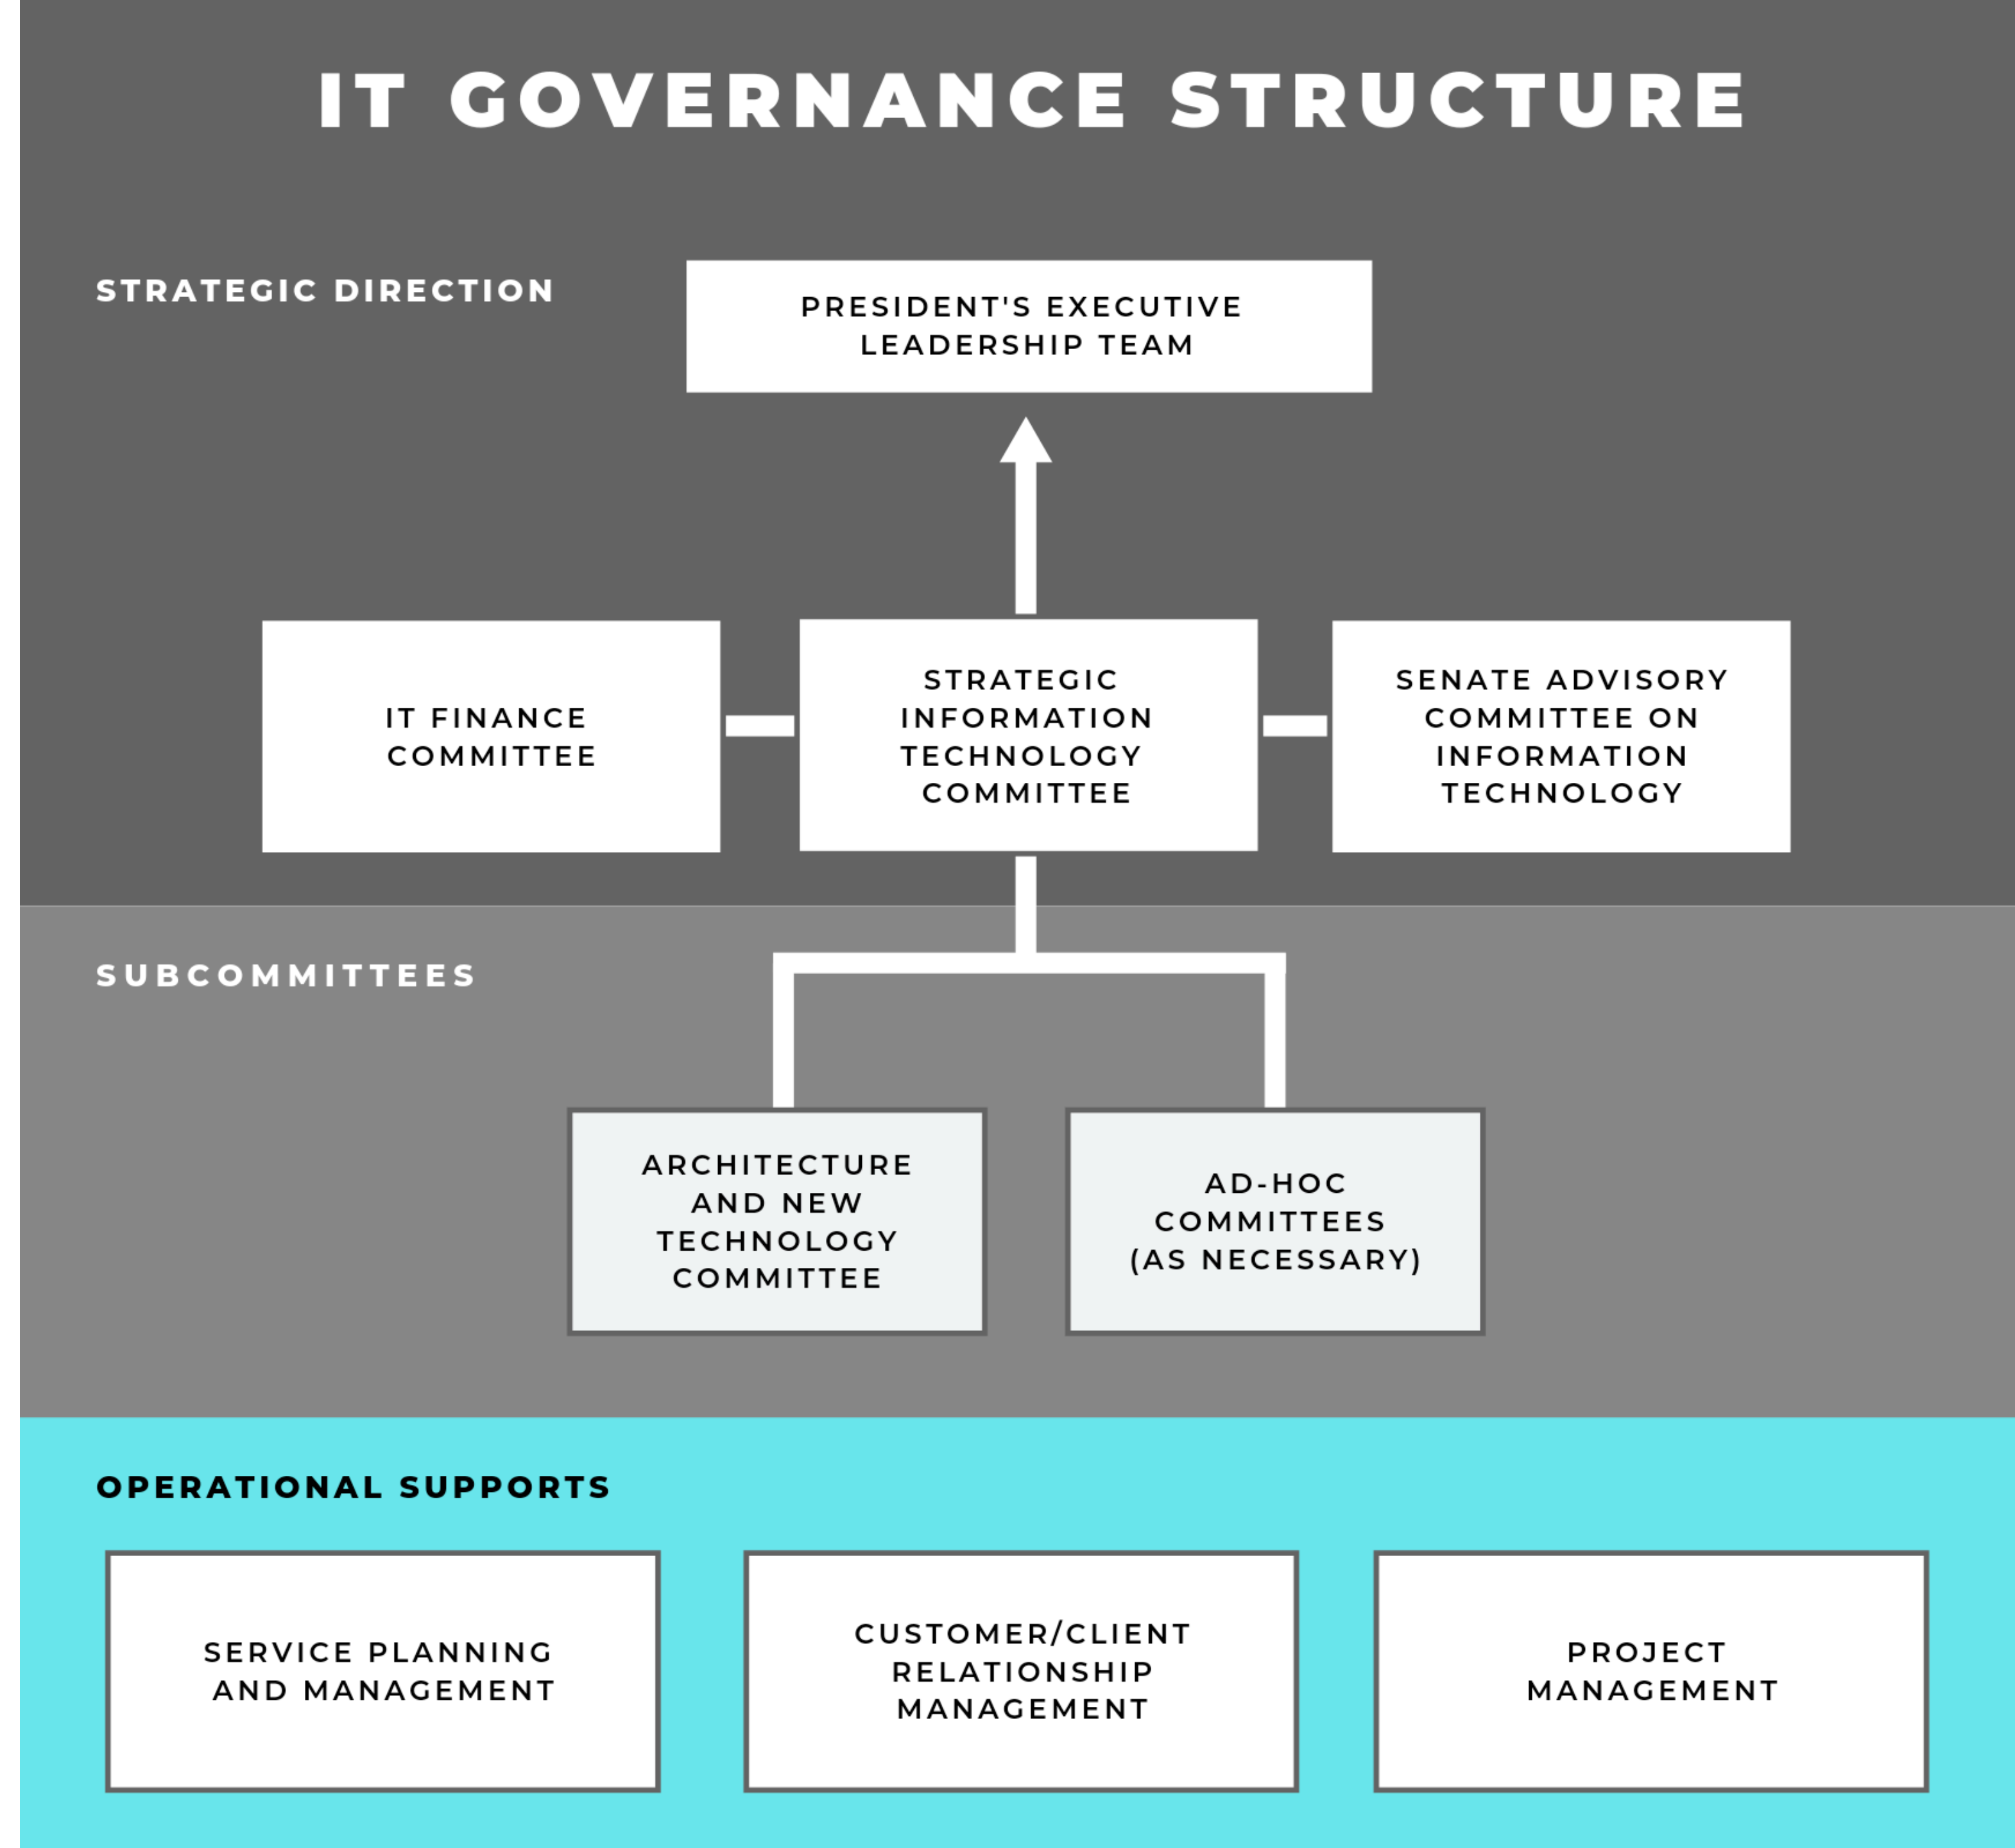 IT GOVERNANCE STRUCTURE
STRATEGIC DIRECTION
PRESIDENT'S EXECUTIVE
LEADERSHIP TEAM
IT FINANCE
COMMITTEE
STRATEGIC
INFORMATION
TECHNOLOGY
COMMITTEE
SENATE ADVISORY
COMMITTEE ON
INFORMATION
TECHNOLOGY
SUBCOMMITTEES
ARCHITECTURE
AND NEW
TECHNOLOGY
COMMITTEE
AD-HOC
COMMITTEES
(AS NECESSARY)
OPERATIONAL SUPPORTS
SERVICE PLANNING
AND MANAGEMENT
CUSTOMER/CLIENT
RELATIONSHIP
MANAGEMENT
PROJECT
MANAGEMENT